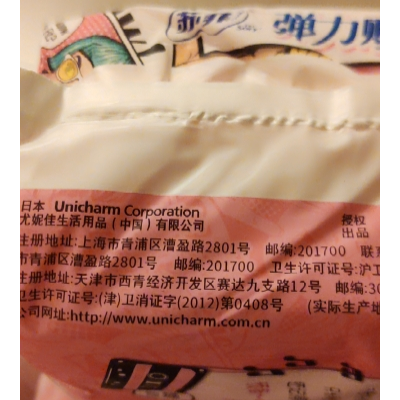 苏菲 弹力贴
日本 Unicharm Corporation
尤妮佳生活用品(中国)有限公司 授权
出品
注册地址:上海市青浦区漕盈路2801号 邮编:201700 联系
市青浦区漕盈路2801号 邮编:201700 卫生许可证号:沪卫
注册地址:天津市西青经济开发区赛达九支路12号 邮编:30
卫生许可证号:(津)卫消证字(2012)第0408号 (实际生产地
公司网址:http://www.unicharm.com.cn